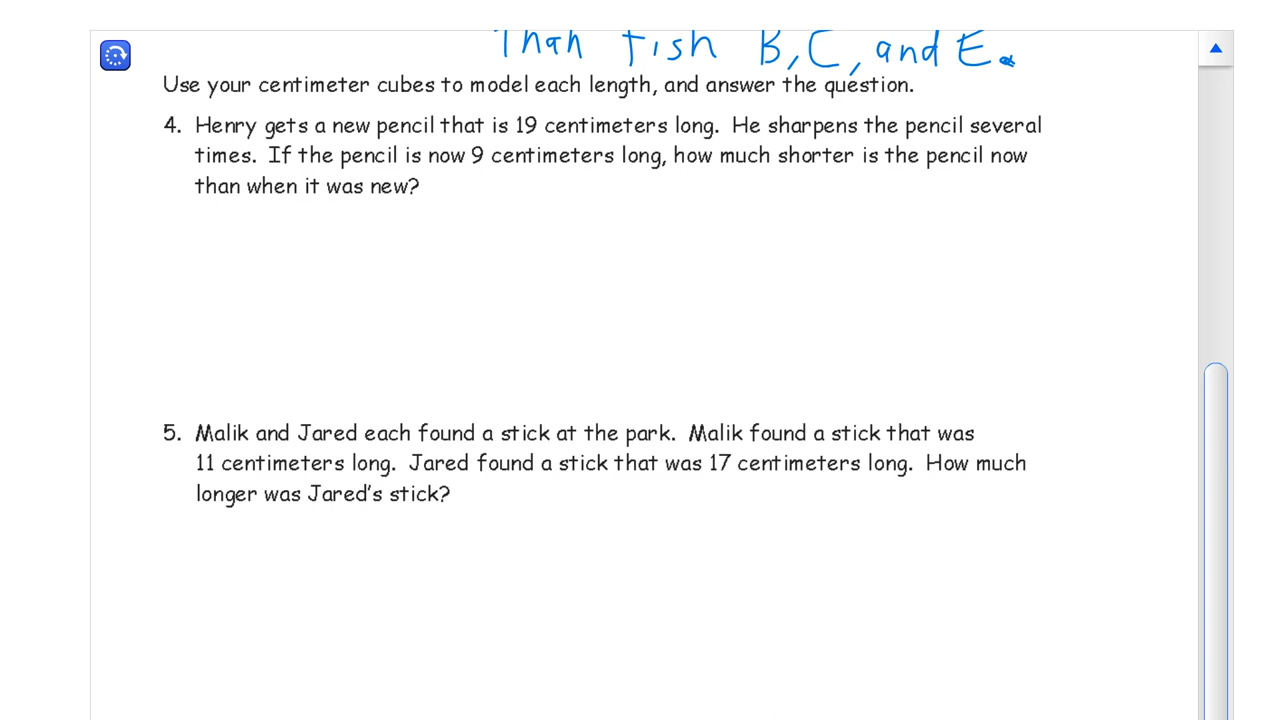 Than fish B, C, and E.
Use your centimeter cubes to model each length, and answer the question.
4. Henry gets a new pencil that is 19 centimeters long. He sharpens the pencil several
times. If the pencil is now 9 centimeters long, how much shorter is the pencil now
than when it was new?
5. Malik and Jared each found a stick at the park. Malik found a stick that was
11 centimeters long. Jared found a stick that was 17 centimeters long. How much
longer was Jared's stick?